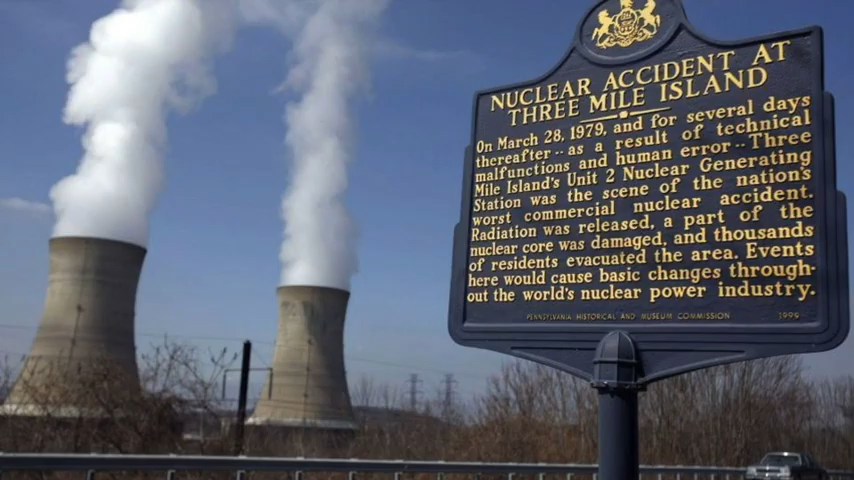 NUCLEAR ACCIDENT AT
THREE MILE ISLAND
On March 28, 1979, and for several days
thereafter -- as a result of technical
malfunctions and human error -- Three
Mile Island's Unit 2 Nuclear Generating
Station was the scene of the nation's
worst commercial nuclear accident.
Radiation was released, a part of the
nuclear core was damaged, and thousands
of residents evacuated the area. Events
here would cause basic changes through-
out the world's nuclear power industry.
PENNSYLVANIA HISTORICAL AND MUSEUM COMMISSION 1999